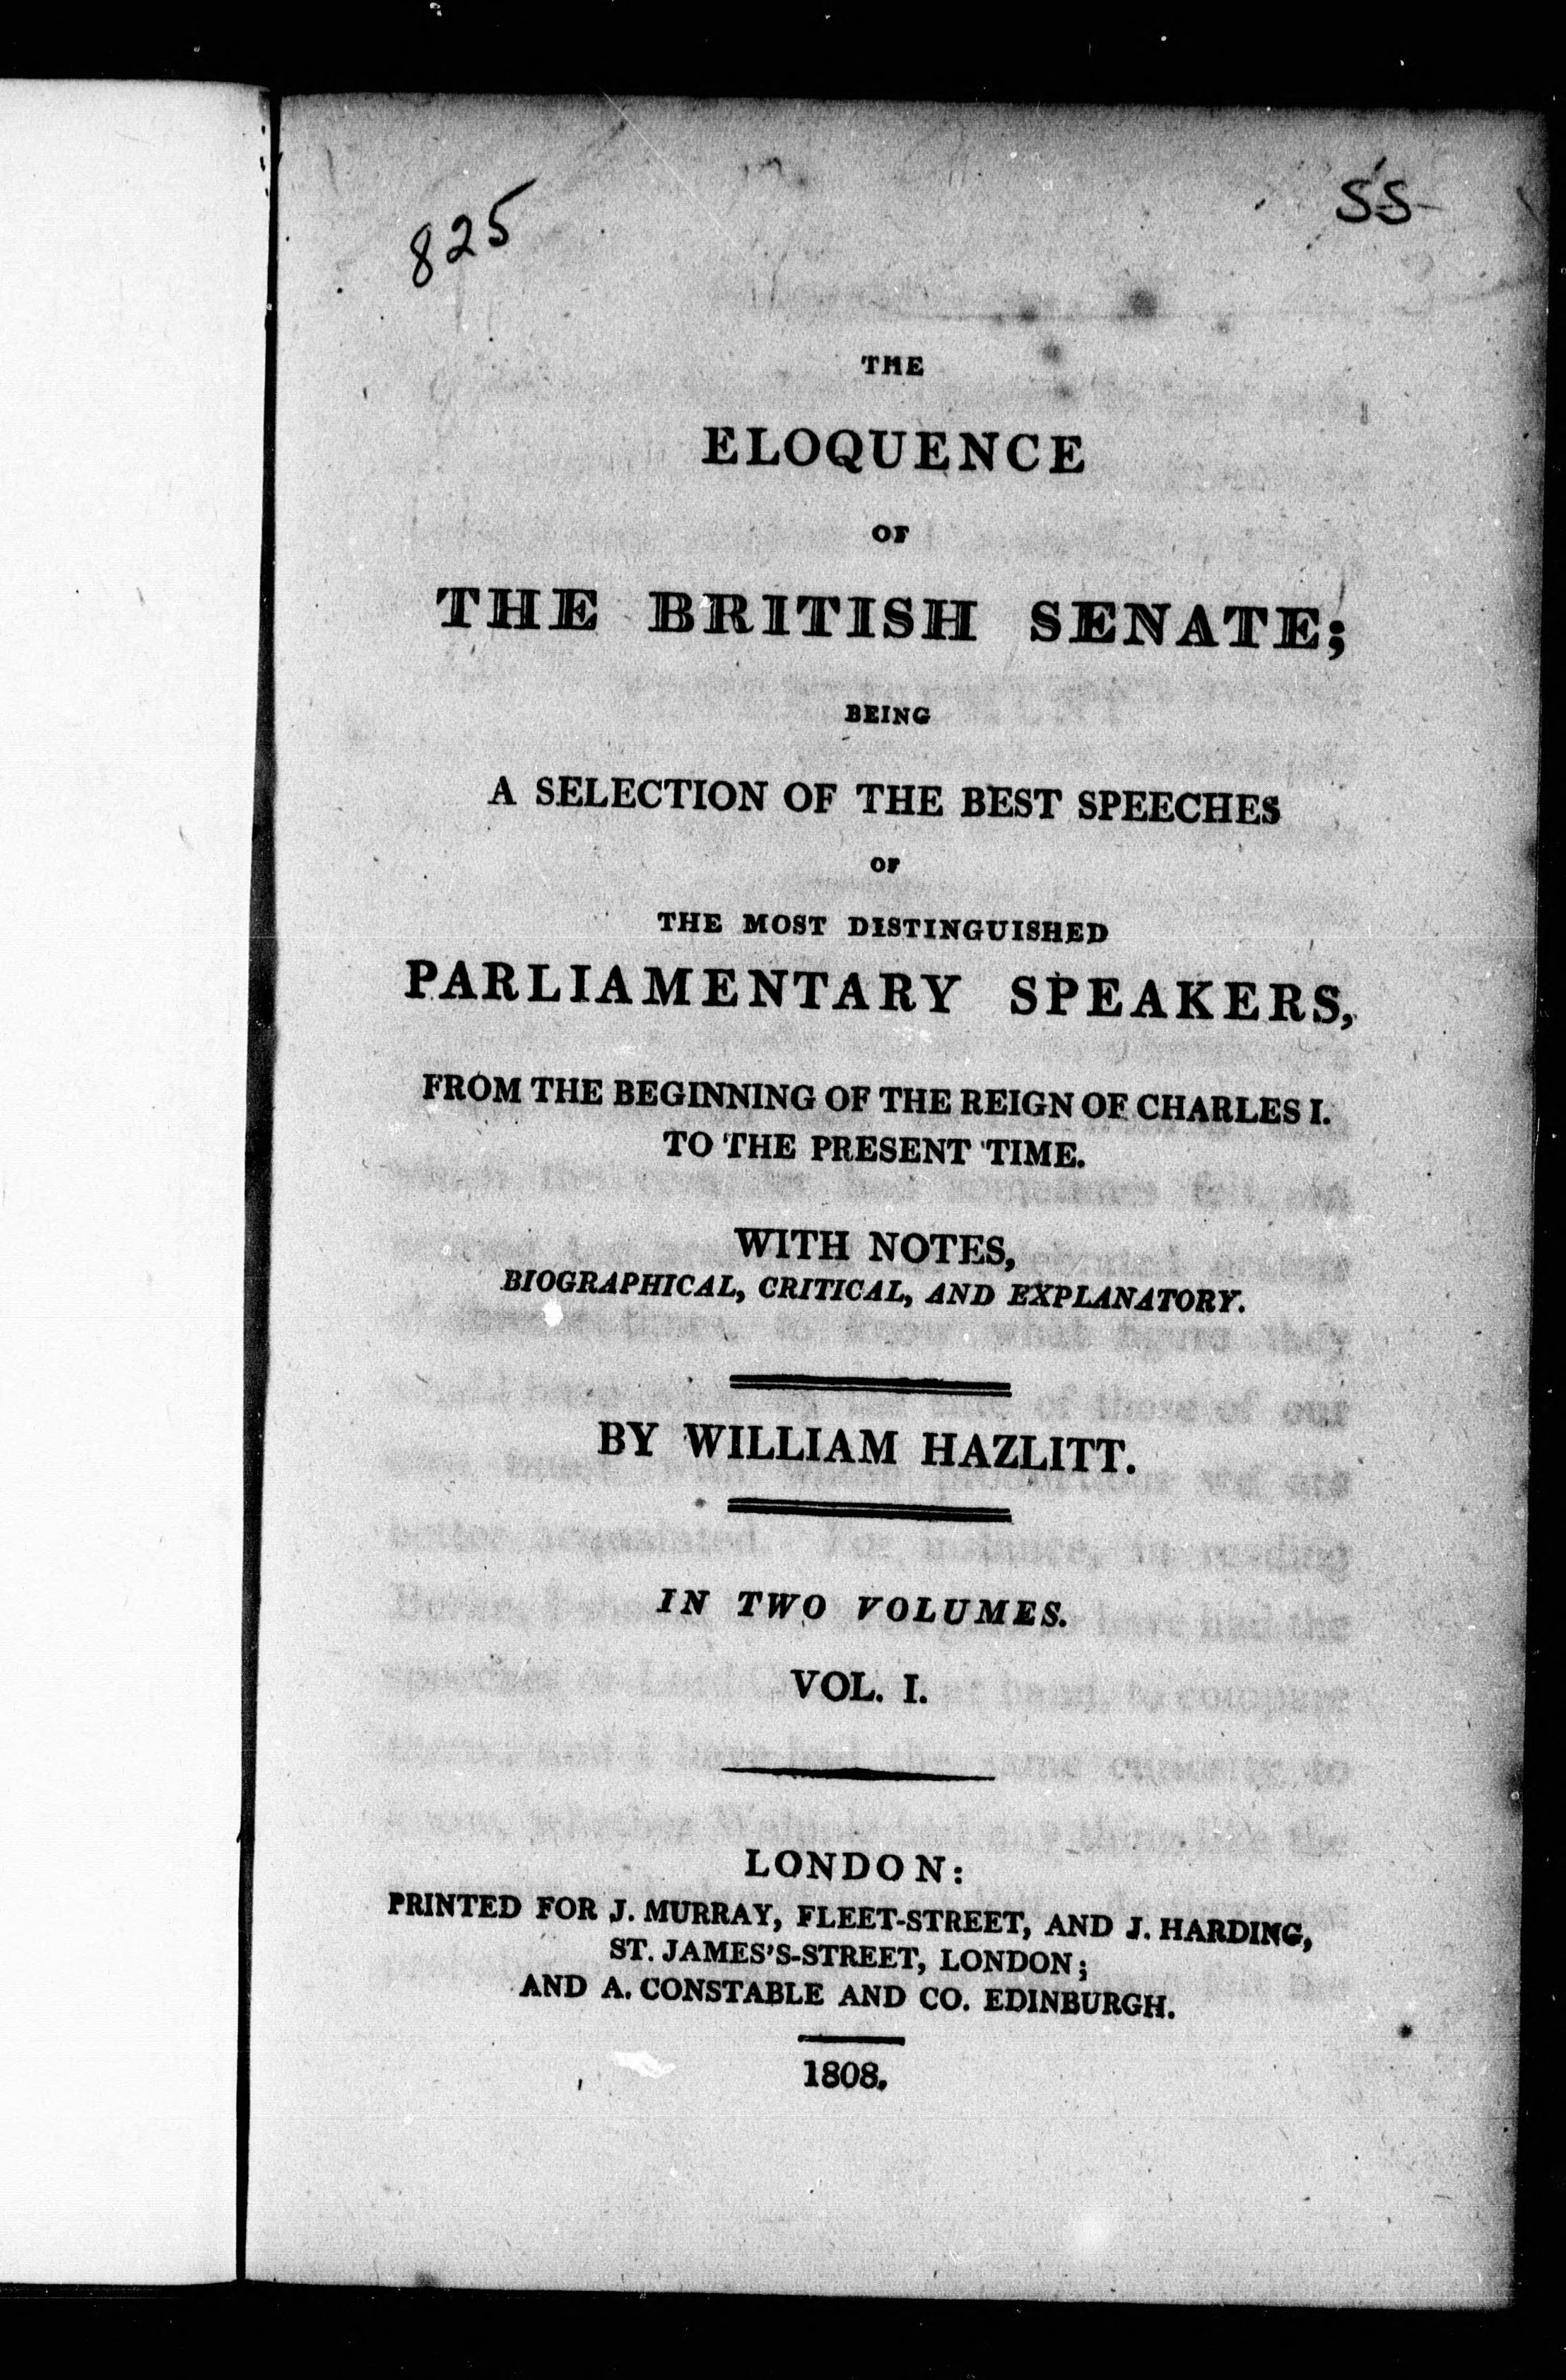 825
SS
THE
ELOQUENCE
OF
THE BRITISH SENATE;
BEING
A SELECTION OF THE BEST SPEECHES
OF
THE MOST DISTINGUISHED
PARLIAMENTARY SPEAKERS,
FROM THE BEGINNING OF THE REIGN OF CHARLES I.
TO THE PRESENT TIME.
WITH NOTES,
BIOGRAPHICAL, CRITICAL, AND EXPLANATORY.
BY WILLIAM HAZLITT.
IN TWO VOLUMES.
VOL. I.
LONDON:
PRINTED FOR J. MURRAY, FLEET-STREET, AND J. HARDING,
ST. JAMES'S-STREET, LONDON;
AND A. CONSTABLE AND CO. EDINBURGH.
1808.